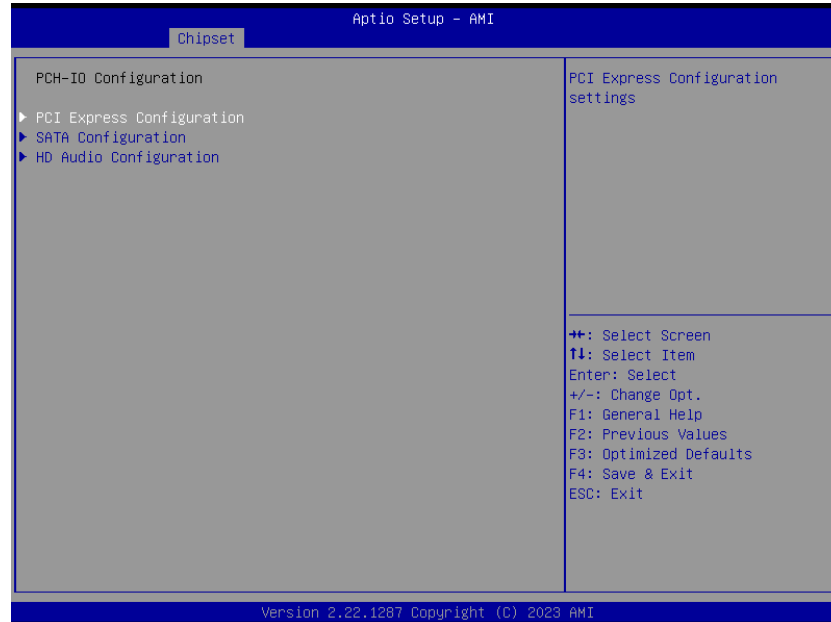 Aptio Setup – AMI
Chipset
PCH-IO Configuration
▶ PCI Express Configuration
▶ SATA Configuration
▶ HD Audio Configuration
PCI Express Configuration
settings
→←: Select Screen
↑↓: Select Item
Enter: Select
+/-: Change Opt.
F1: General Help
F2: Previous Values
F3: Optimized Defaults
F4: Save & Exit
ESC: Exit
Version 2.22.1287 Copyright (C) 2023 AMI